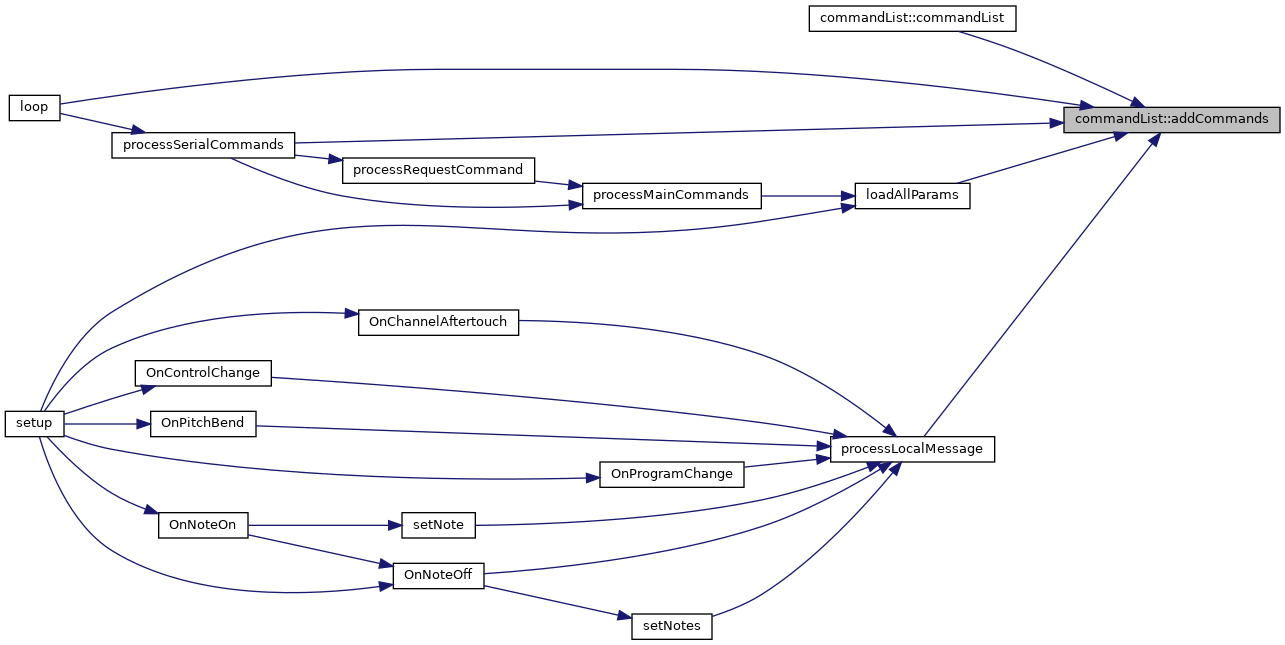 commandList::commandList
loop
commandList::addCommands
processSerialCommands
processRequestCommand
processMainCommands
loadAllParams
OnChannelAftertouch
OnControlChange
setup
OnPitchBend
processLocalMessage
OnProgramChange
OnNoteOn
setNote
OnNoteOff
setNotes